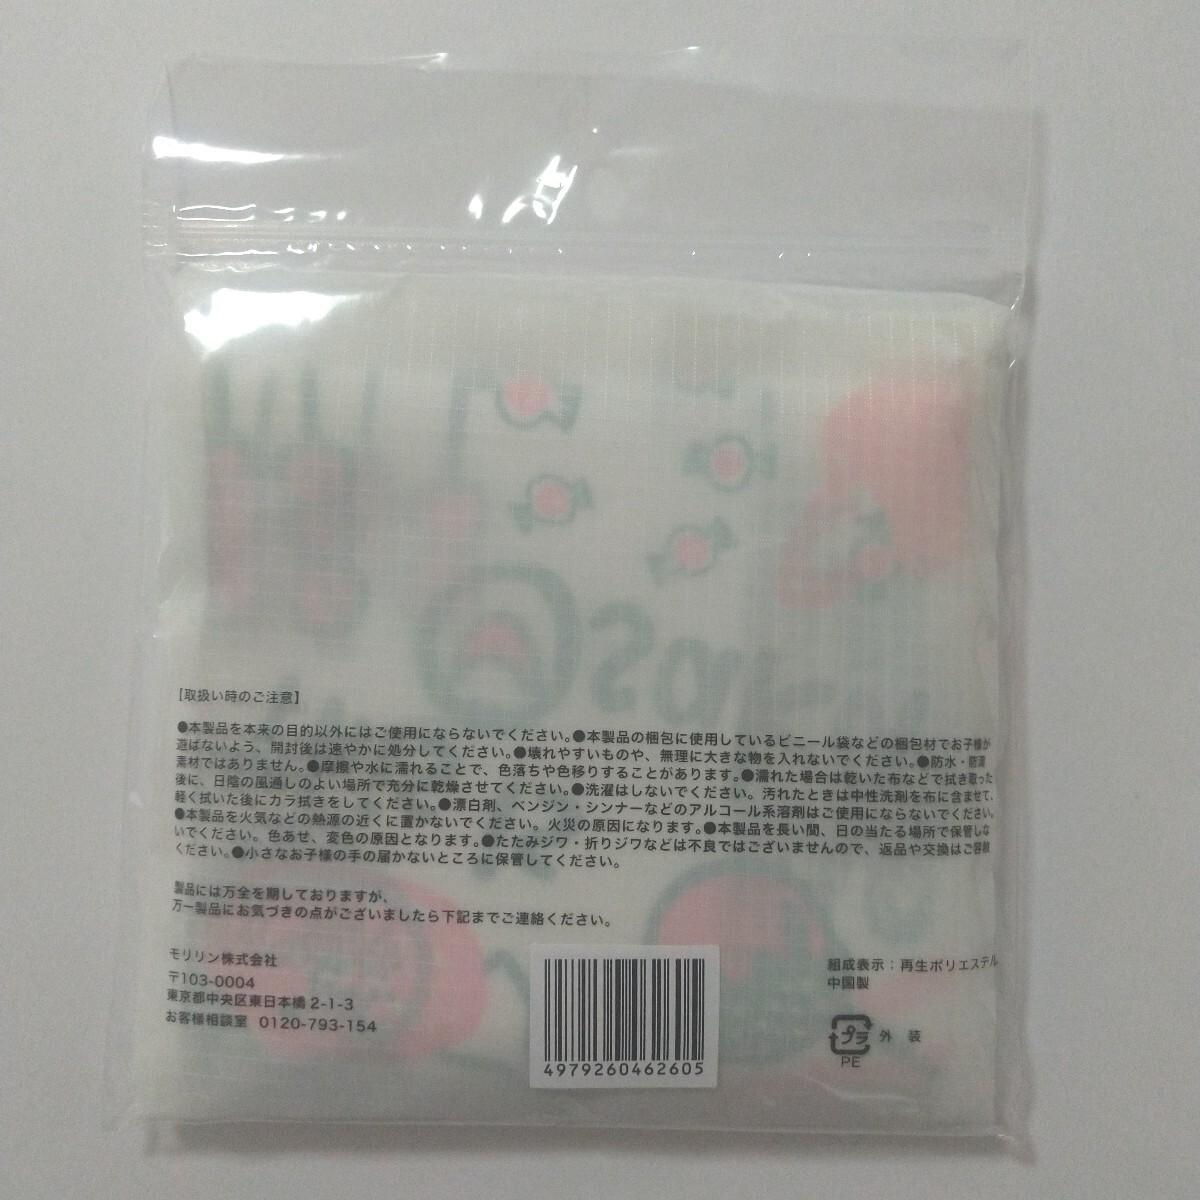 【取扱い時のご注意】
●本製品を本来の目的以外にはご使用にならないでください。●本製品の梱包に使用しているビニール袋などの梱包材でお子様が
遊ばないよう、開封後は速やかに処分してください。●壊れやすいものや、無理に大きな物を入れないでください。●防水・防湿
素材ではありません。●摩擦や水に濡れることで、色落ちや色移りすることがあります。●濡れた場合は乾いた布などで拭き取った
後に、日陰の風通しのよい場所で充分に乾燥させてください。●洗濯はしないでください。汚れたときは中性洗剤を布に含ませて、
軽く拭いた後にカラ拭きをしてください。●漂白剤、ベンジン・シンナーなどのアルコール系溶剤はご使用にならないでください。
●本製品を火気などの熱源の近くに置かないでください。火災の原因になります。●本製品を長い間、日の当たる場所で保管しな
いでください。色あせ、変色の原因となります。●たたみジワ・折りジワなどは不良ではございませんので、返品や交換はご容赦
ください。●小さなお子様の手の届かないところに保管してください。
製品には万全を期しておりますが、
万一製品にお気づきの点がございましたら下記までご連絡ください。
モリリン株式会社
〒103-0004
東京都中央区東日本橋2-1-3
お客様相談室 0120-793-154
4979260462605
組成表示：再生ポリエステル
中国製
プラ 外 装
PE